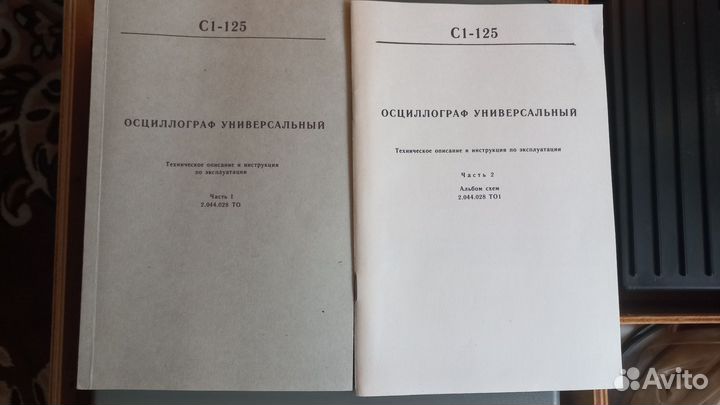 С1-125
ОСЦИЛЛОГРАФ УНИВЕРСАЛЬНЫЙ
Техническое описание и инструкция
по эксплуатации
Часть 1
2.044.028 ТО
С1-125
ОСЦИЛЛОГРАФ УНИВЕРСАЛЬНЫЙ
Техническое описание и инструкция по эксплуатации
Часть 2
Альбом схем
2.044.028 ТО1
Avito